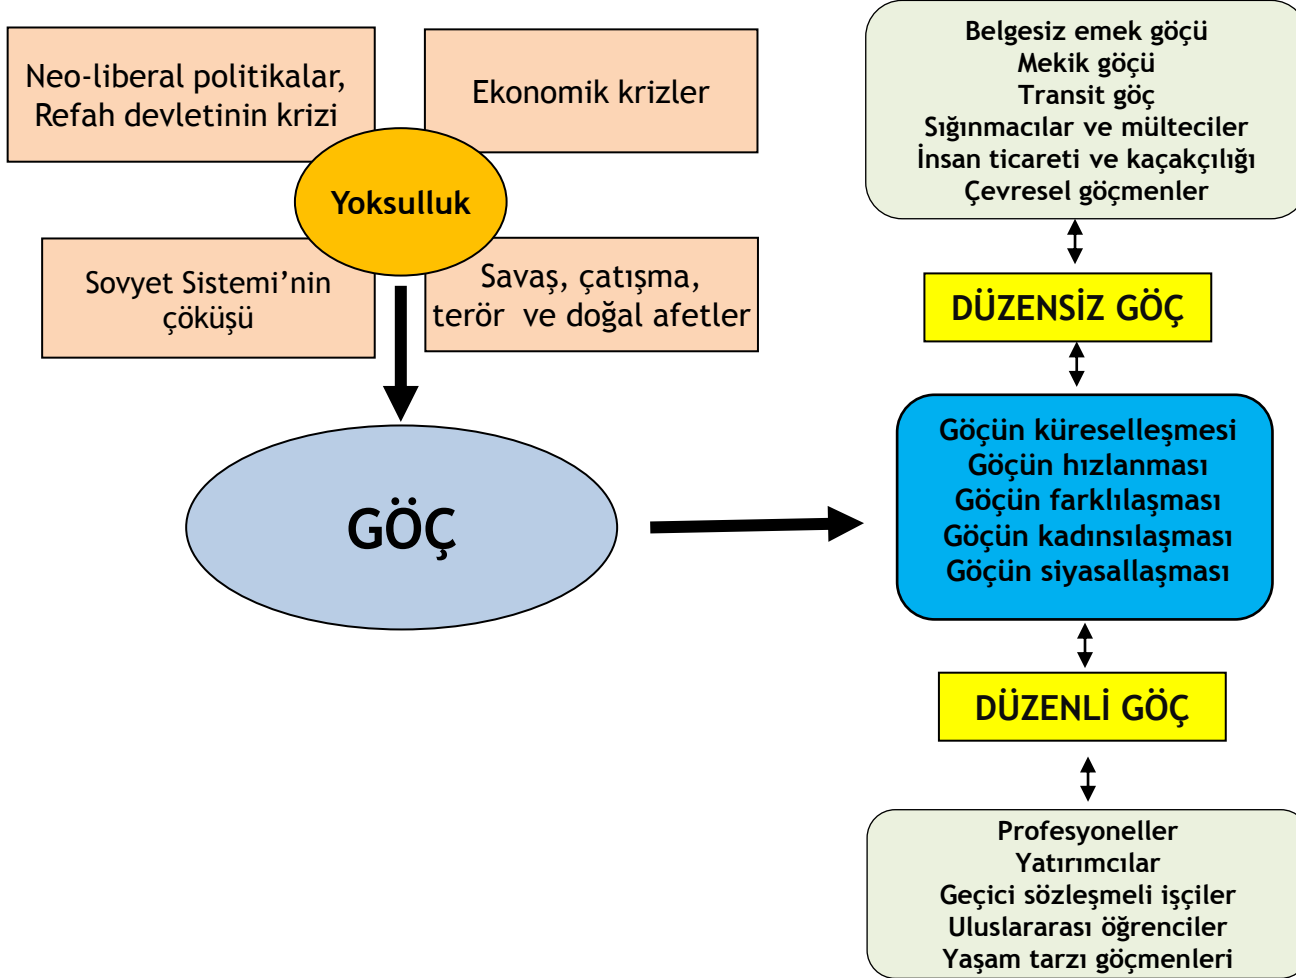 Neo-liberal politikalar,
Refah devletinin krizi
Ekonomik krizler
Yoksulluk
Sovyet Sistemi’nin
çöküşü
Savaş, çatışma,
terör ve doğal afetler
GÖÇ
Belgesiz emek göçü
Mekik göçü
Transit göç
Sığınmacılar ve mülteciler
İnsan ticareti ve kaçakçılığı
Çevresel göçmenler
DÜZENSİZ GÖÇ
Göçün küreselleşmesi
Göçün hızlanması
Göçün farklılaşması
Göçün kadınsılaşması
Göçün siyasallaşması
DÜZENLİ GÖÇ
Profesyoneller
Yatırımcılar
Geçici sözleşmeli işçiler
Uluslararası öğrenciler
Yaşam tarzı göçmenleri